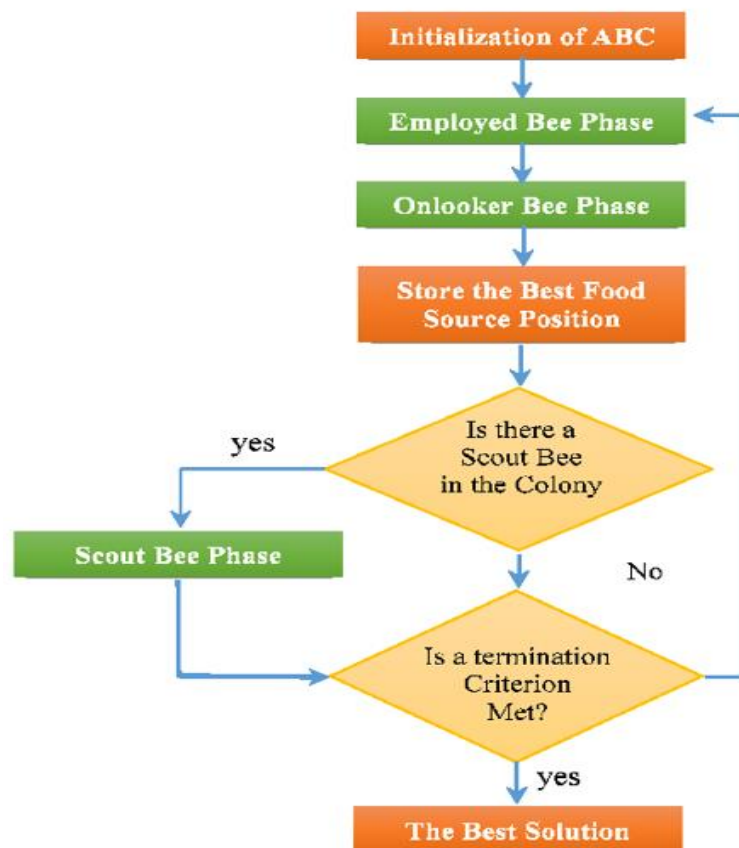 Initialization of ABC
Employed Bee Phase
Onlooker Bee Phase
Store the Best Food
Source Position
Is there a
Scout Bee
in the Colony
yes
Scout Bee Phase
No
Is a termination
Criterion
Met?
yes
The Best Solution